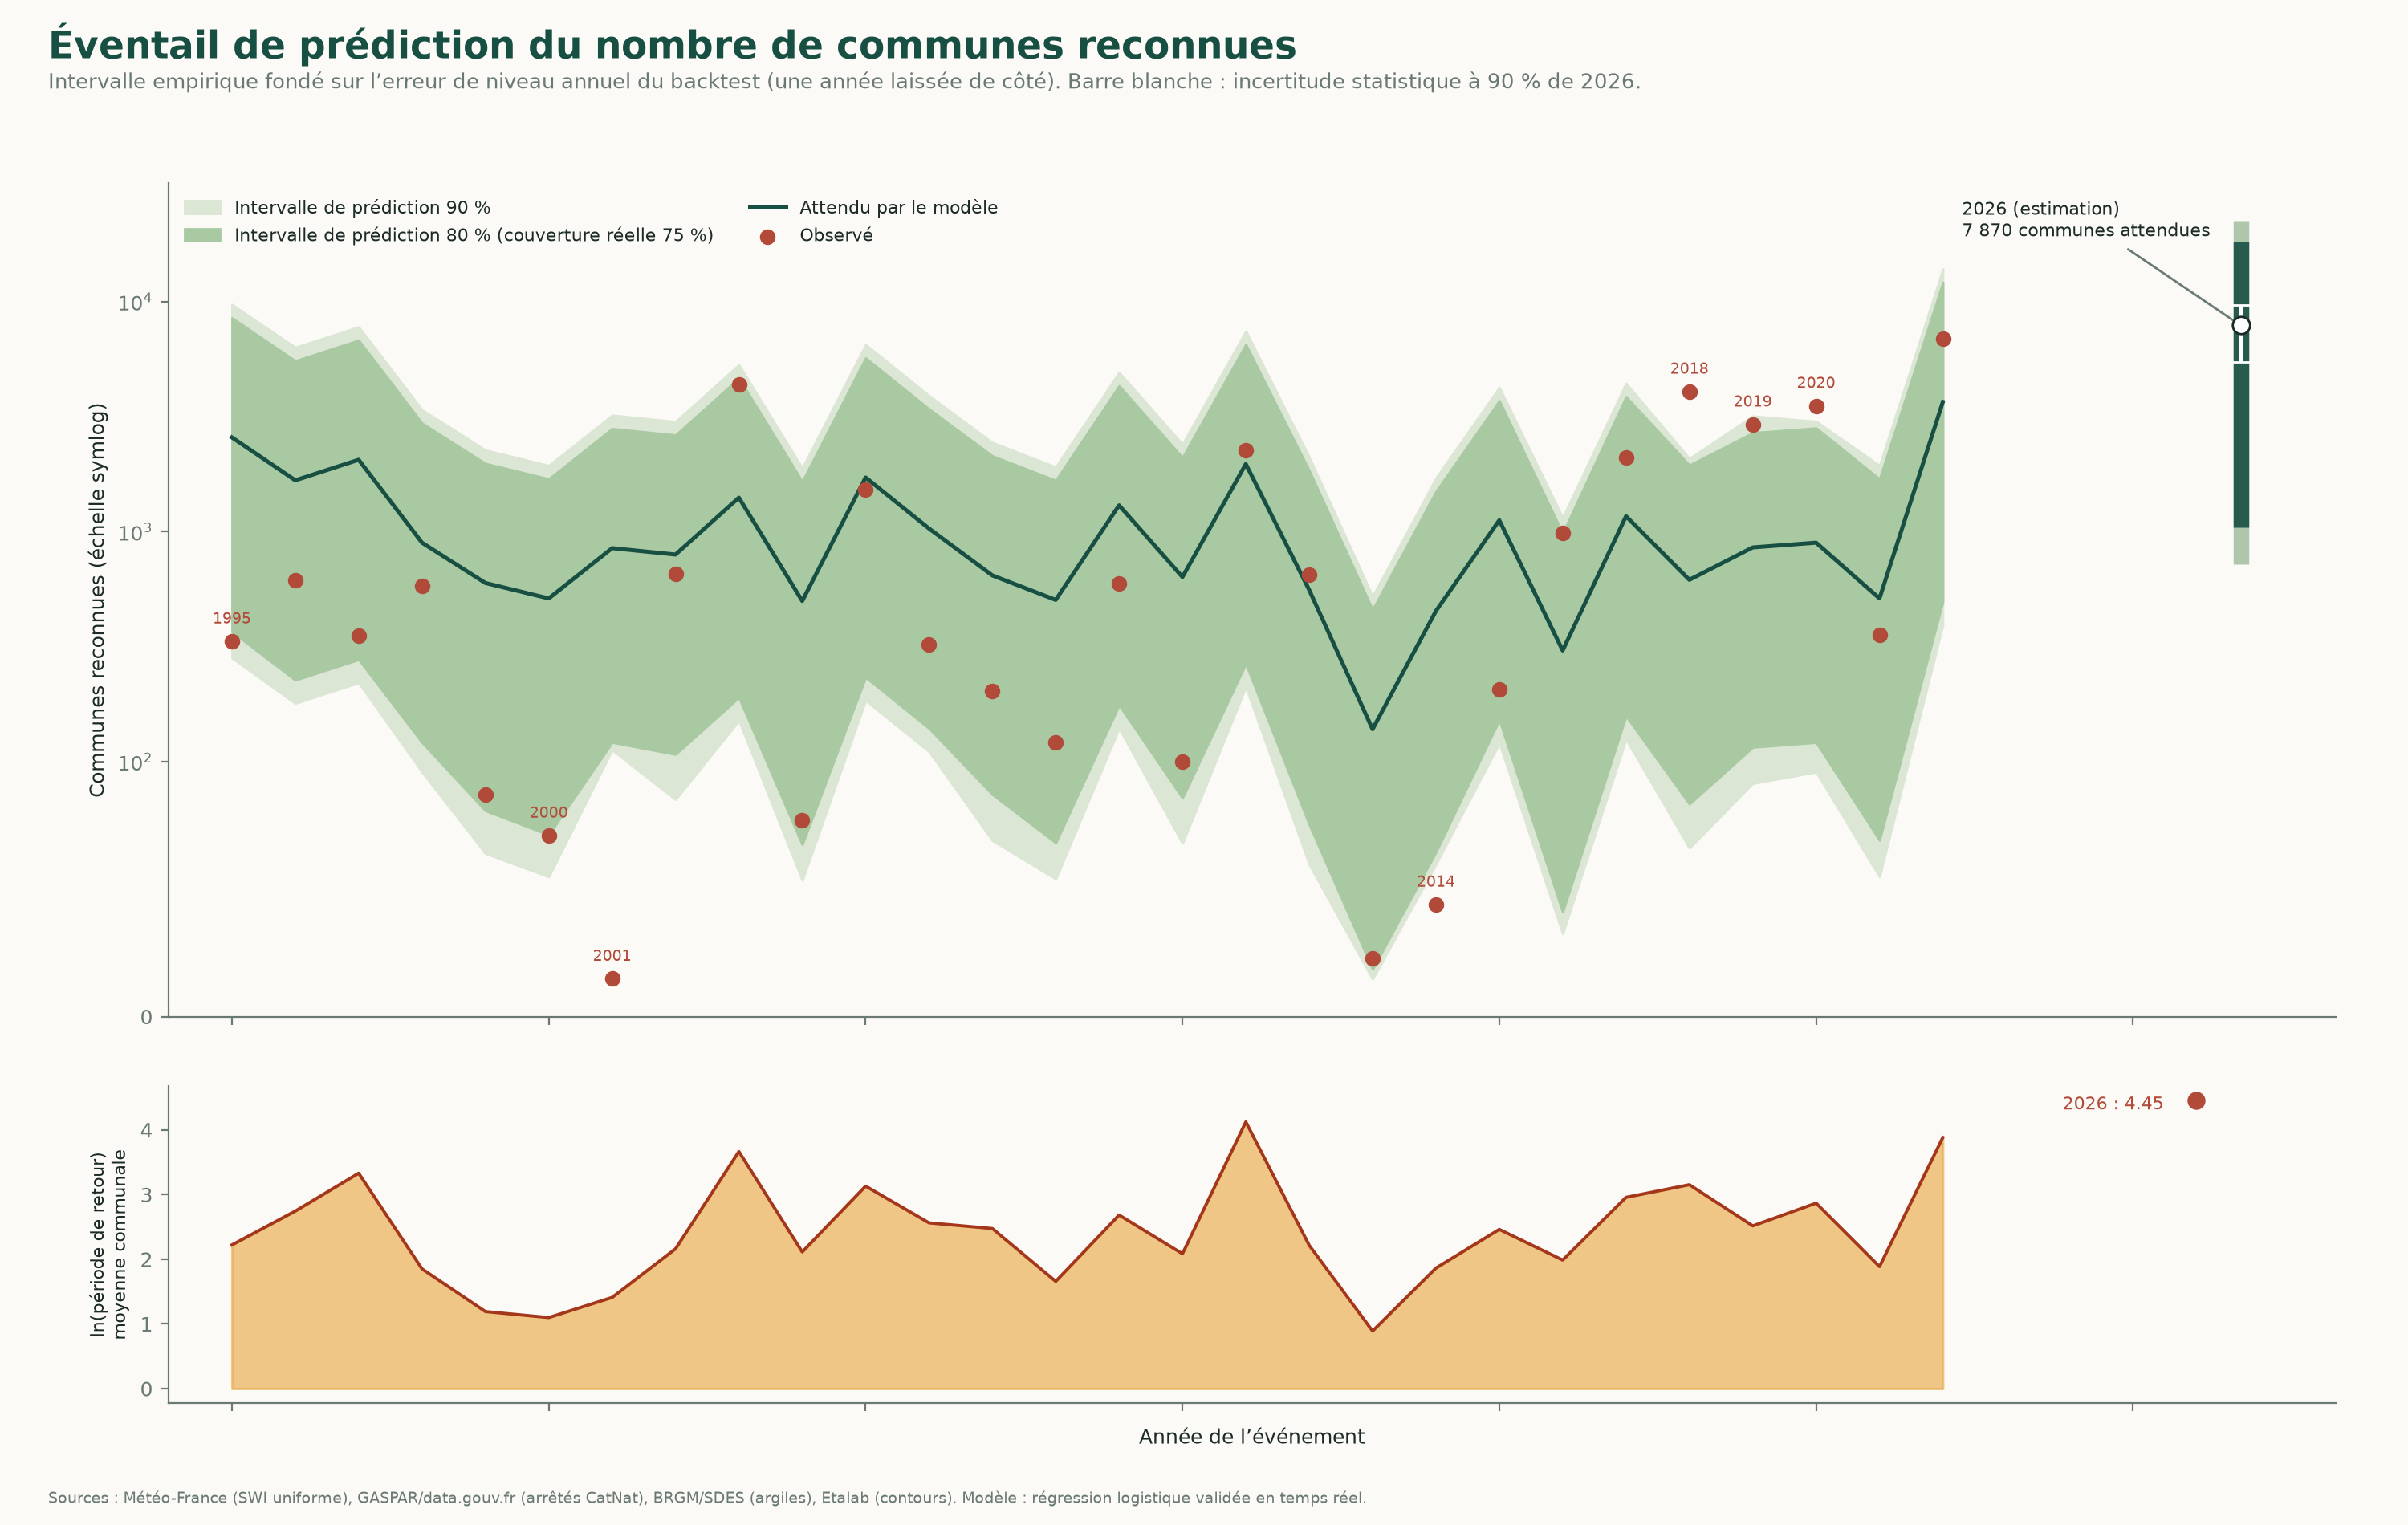 Éventail de prédiction du nombre de communes reconnues
Intervalle empirique fondé sur l’erreur de niveau annuel du backtest (une année laissée de côté). Barre blanche : incertitude statistique à 90 % de 2026.
Intervalle de prédiction 90 %
Intervalle de prédiction 80 % (couverture réelle 75 %)
Attendu par le modèle
Observé
2026 (estimation)
7 870 communes attendues
Communes reconnues (échelle symlog)
10⁴
10³
10²
0
1995
2000
2001
2014
2018
2019
2020
ln(période de retour)
moyenne communale
4
3
2
1
0
2026 : 4.45
Année de l’événement
Sources : Météo-France (SWI uniforme), GASPAR/data.gouv.fr (arrêtés CatNat), BRGM/SDES (argiles), Etalab (contours). Modèle : régression logistique validée en temps réel.